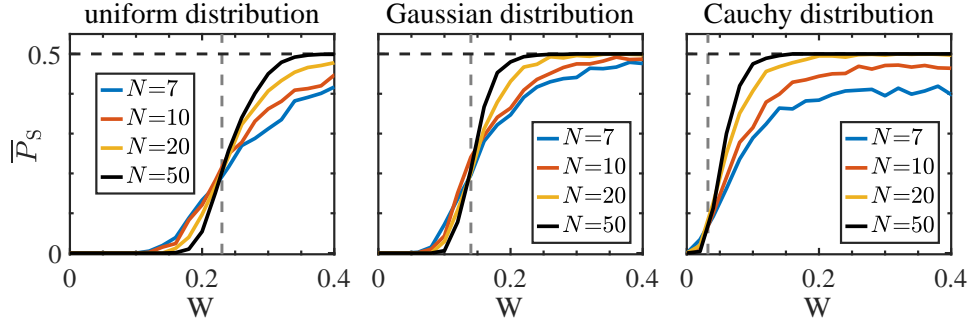 uniform distribution
Gaussian distribution
Cauchy distribution
P̅_S
0.5
0
N=7
N=10
N=20
N=50
0
0.2
0.4
W
N=7
N=10
N=20
N=50
0
0.2
0.4
W
N=7
N=10
N=20
N=50
0
0.2
0.4
W